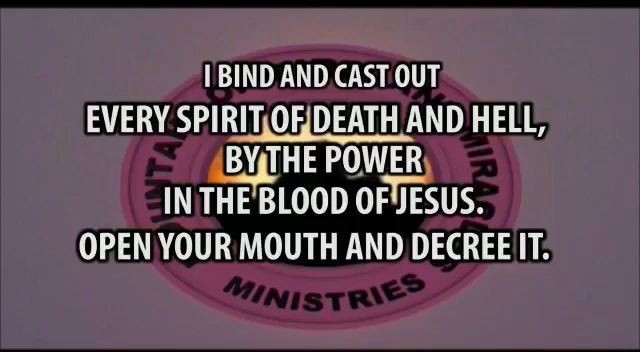 I BIND AND CAST OUT
EVERY SPIRIT OF DEATH AND HELL,
BY THE POWER
IN THE BLOOD OF JESUS.
OPEN YOUR MOUTH AND DECREE IT.
MINISTRIES